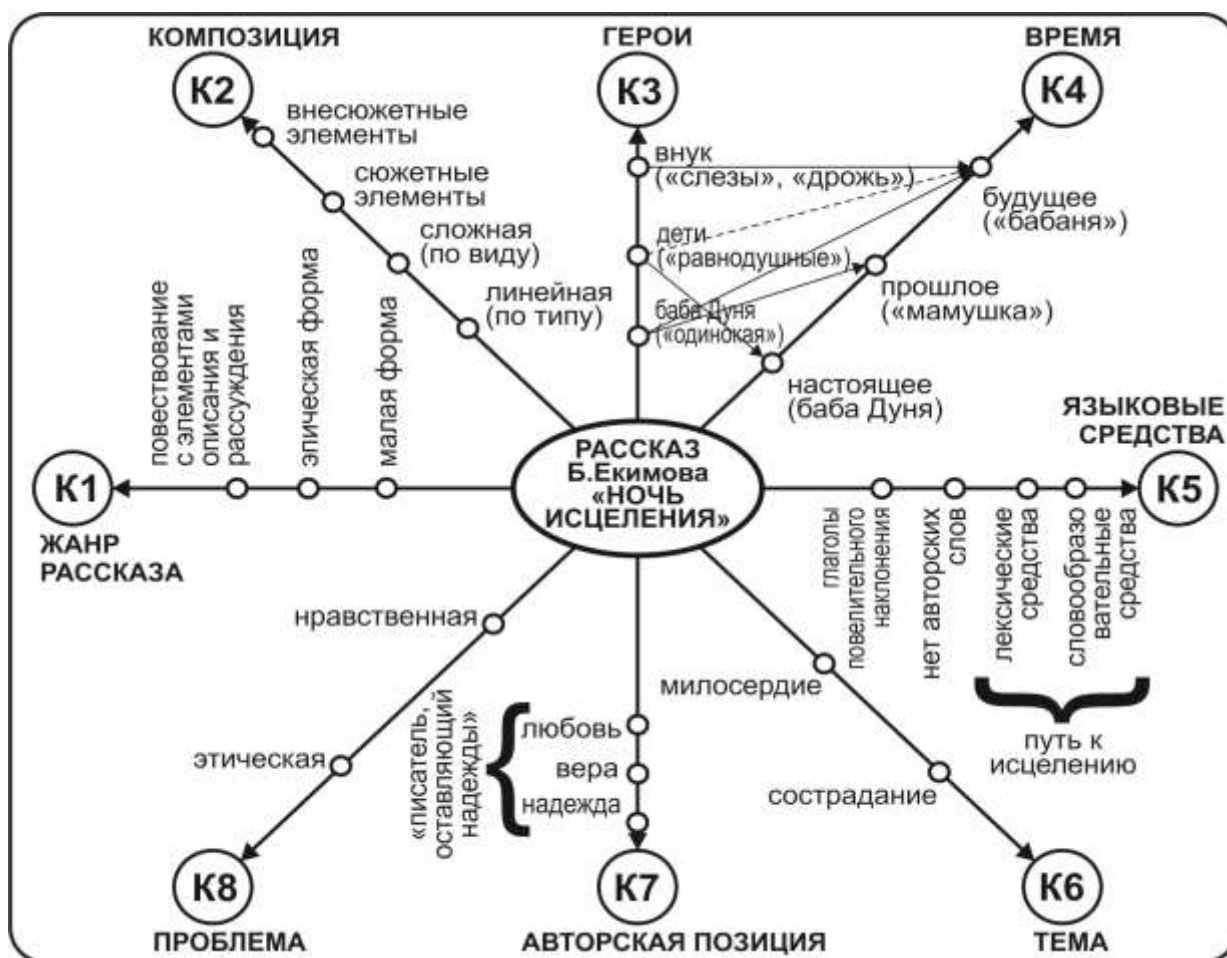 КОМПОЗИЦИЯ
К2
внесюжетные
элементы
сюжетные
элементы
сложная
(по виду)
линейная
(по типу)
ГЕРОИ
К3
внук
(«слезы», «дрожь»)
дети
(«равнодушные»)
баба Дуня
(«одинокая»)
ВРЕМЯ
К4
будущее
(«бабаня»)
прошлое
(«мамушка»)
настоящее
(баба Дуня)
повествование
с элементами
описания и
рассуждения
эпическая форма
малая форма
К1
ЖАНР
РАССКАЗА
РАССКАЗ
Б.Екимова
«НОЧЬ
ИСЦЕЛЕНИЯ»
ЯЗЫКОВЫЕ
СРЕДСТВА
К5
глаголы
повелительного
наклонения
нет авторских
слов
лексические
средства
словообразо
вательные
средства
путь к
исцелению
нравственная
этическая
К8
ПРОБЛЕМА
«писатель,
оставляющий
надежды»
любовь
вера
надежда
К7
АВТОРСКАЯ ПОЗИЦИЯ
милосердие
сострадание
К6
ТЕМА